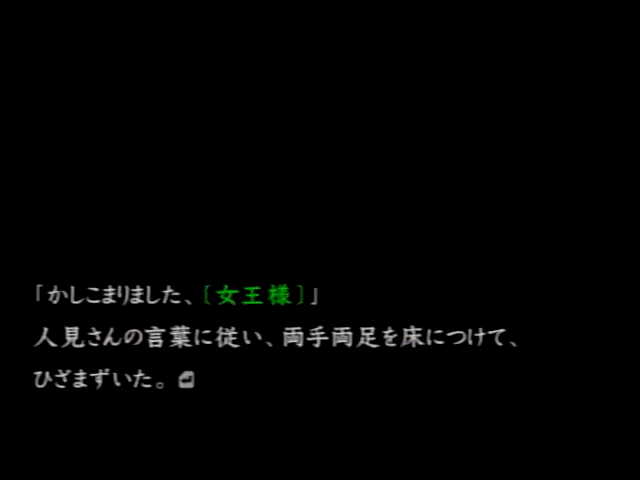 「かしこまりました、〔女王様〕」
人見さんの言葉に従い、両手両足を床につけて、
ひざまずいた。